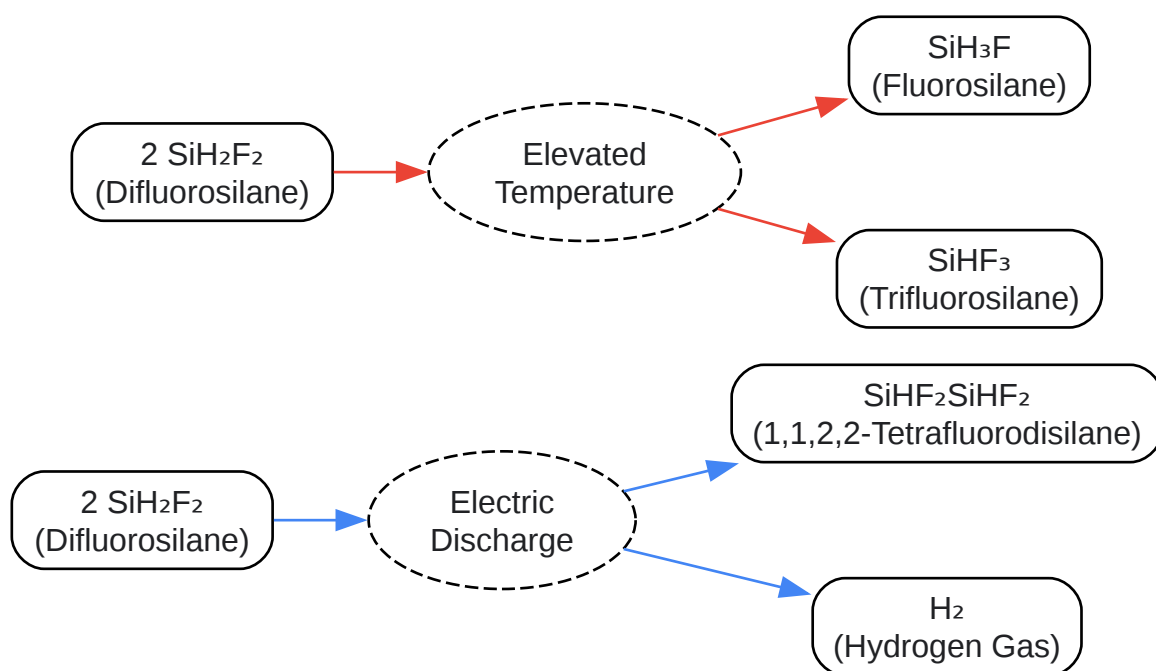 2 SiH₂F₂
(Difluorosilane)
Elevated
Temperature
SiH₃F
(Fluorosilane)
SiHF₃
(Trifluorosilane)
2 SiH₂F₂
(Difluorosilane)
Electric
Discharge
SiHF₂SiHF₂
(1,1,2,2-Tetrafluorodisilane)
H₂
(Hydrogen Gas)